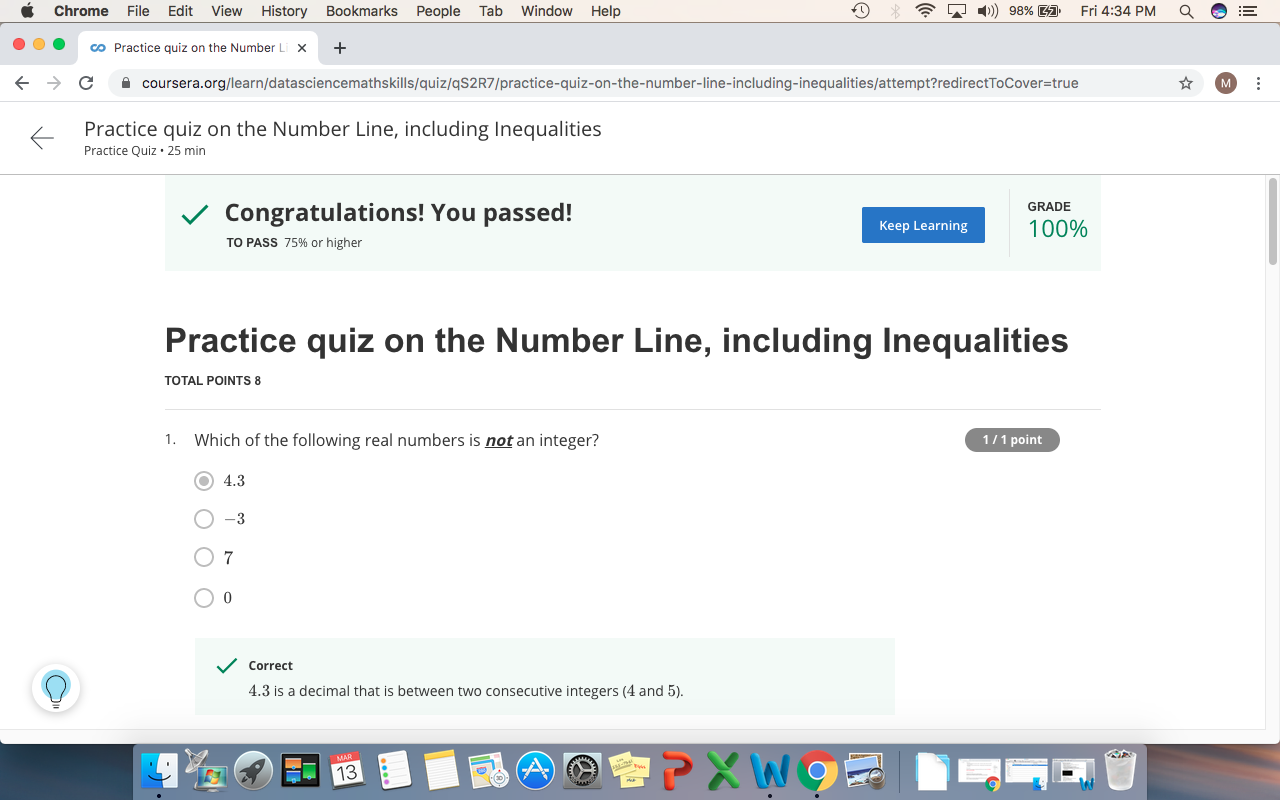 Chrome File Edit View History Bookmarks People Tab Window Help 98% Fri 4:34 PM
Practice quiz on the Number Li
coursera.org/learn/datasciencemathskills/quiz/qS2R7/practice-quiz-on-the-number-line-including-inequalities/attempt?redirectToCover=true M
Practice quiz on the Number Line, including Inequalities
Practice Quiz • 25 min
Congratulations! You passed!
TO PASS 75% or higher
Keep Learning
GRADE
100%
Practice quiz on the Number Line, including Inequalities
TOTAL POINTS 8
1. Which of the following real numbers is not an integer? 1 / 1 point
4.3
−3
7
0
Correct
4.3 is a decimal that is between two consecutive integers (4 and 5).
MAR
13